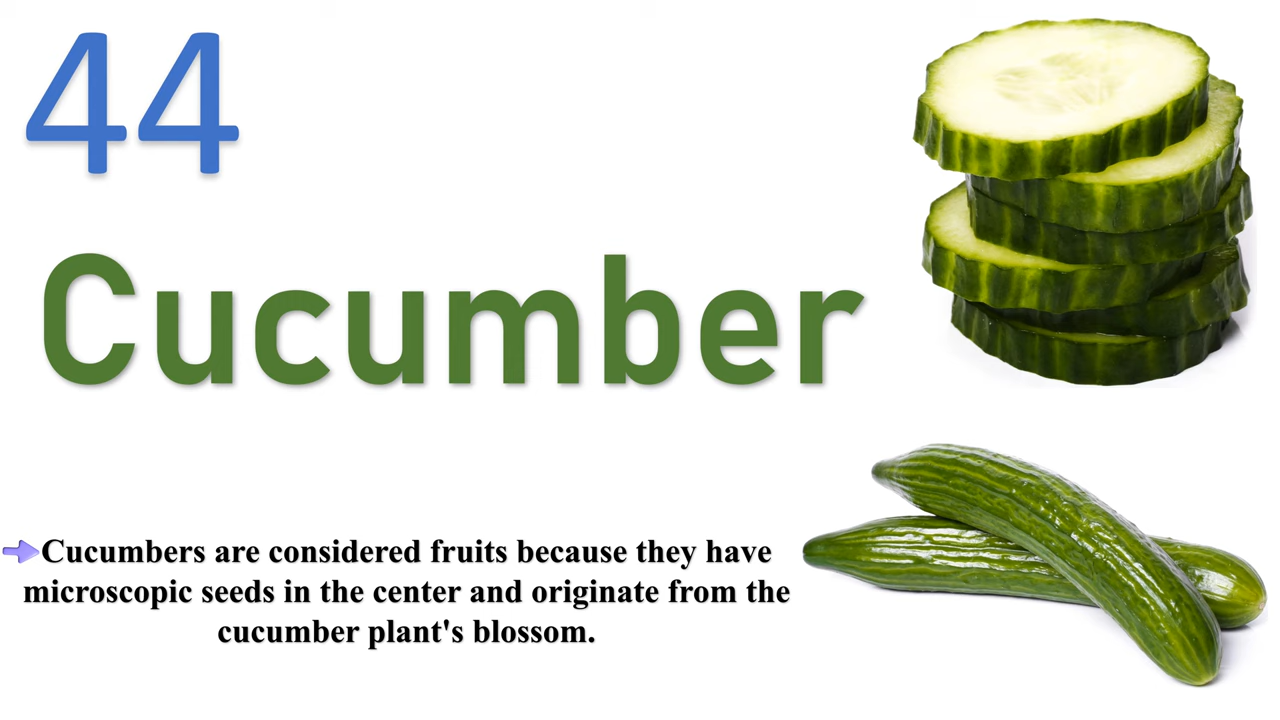 44
Cucumber
Cucumbers are considered fruits because they have
microscopic seeds in the center and originate from the
cucumber plant's blossom.